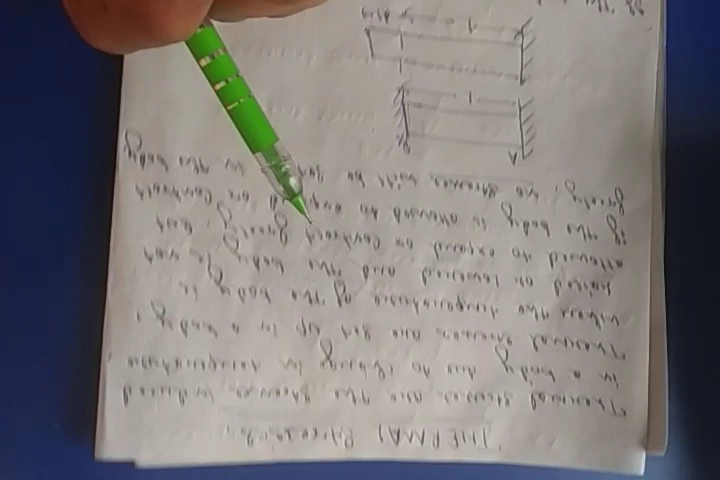 THERMAL Stresses:
Thermal stresses are the stresses induced
in a body due to change in temperature.
Thermal stresses are set up in a body,
when the temperature of the body is
raised or lowered and the body is not
allowed to expand or contract freely. But
if the body is allowed to expand or contract
freely, no stresses will be set in the body
A
B
l
l